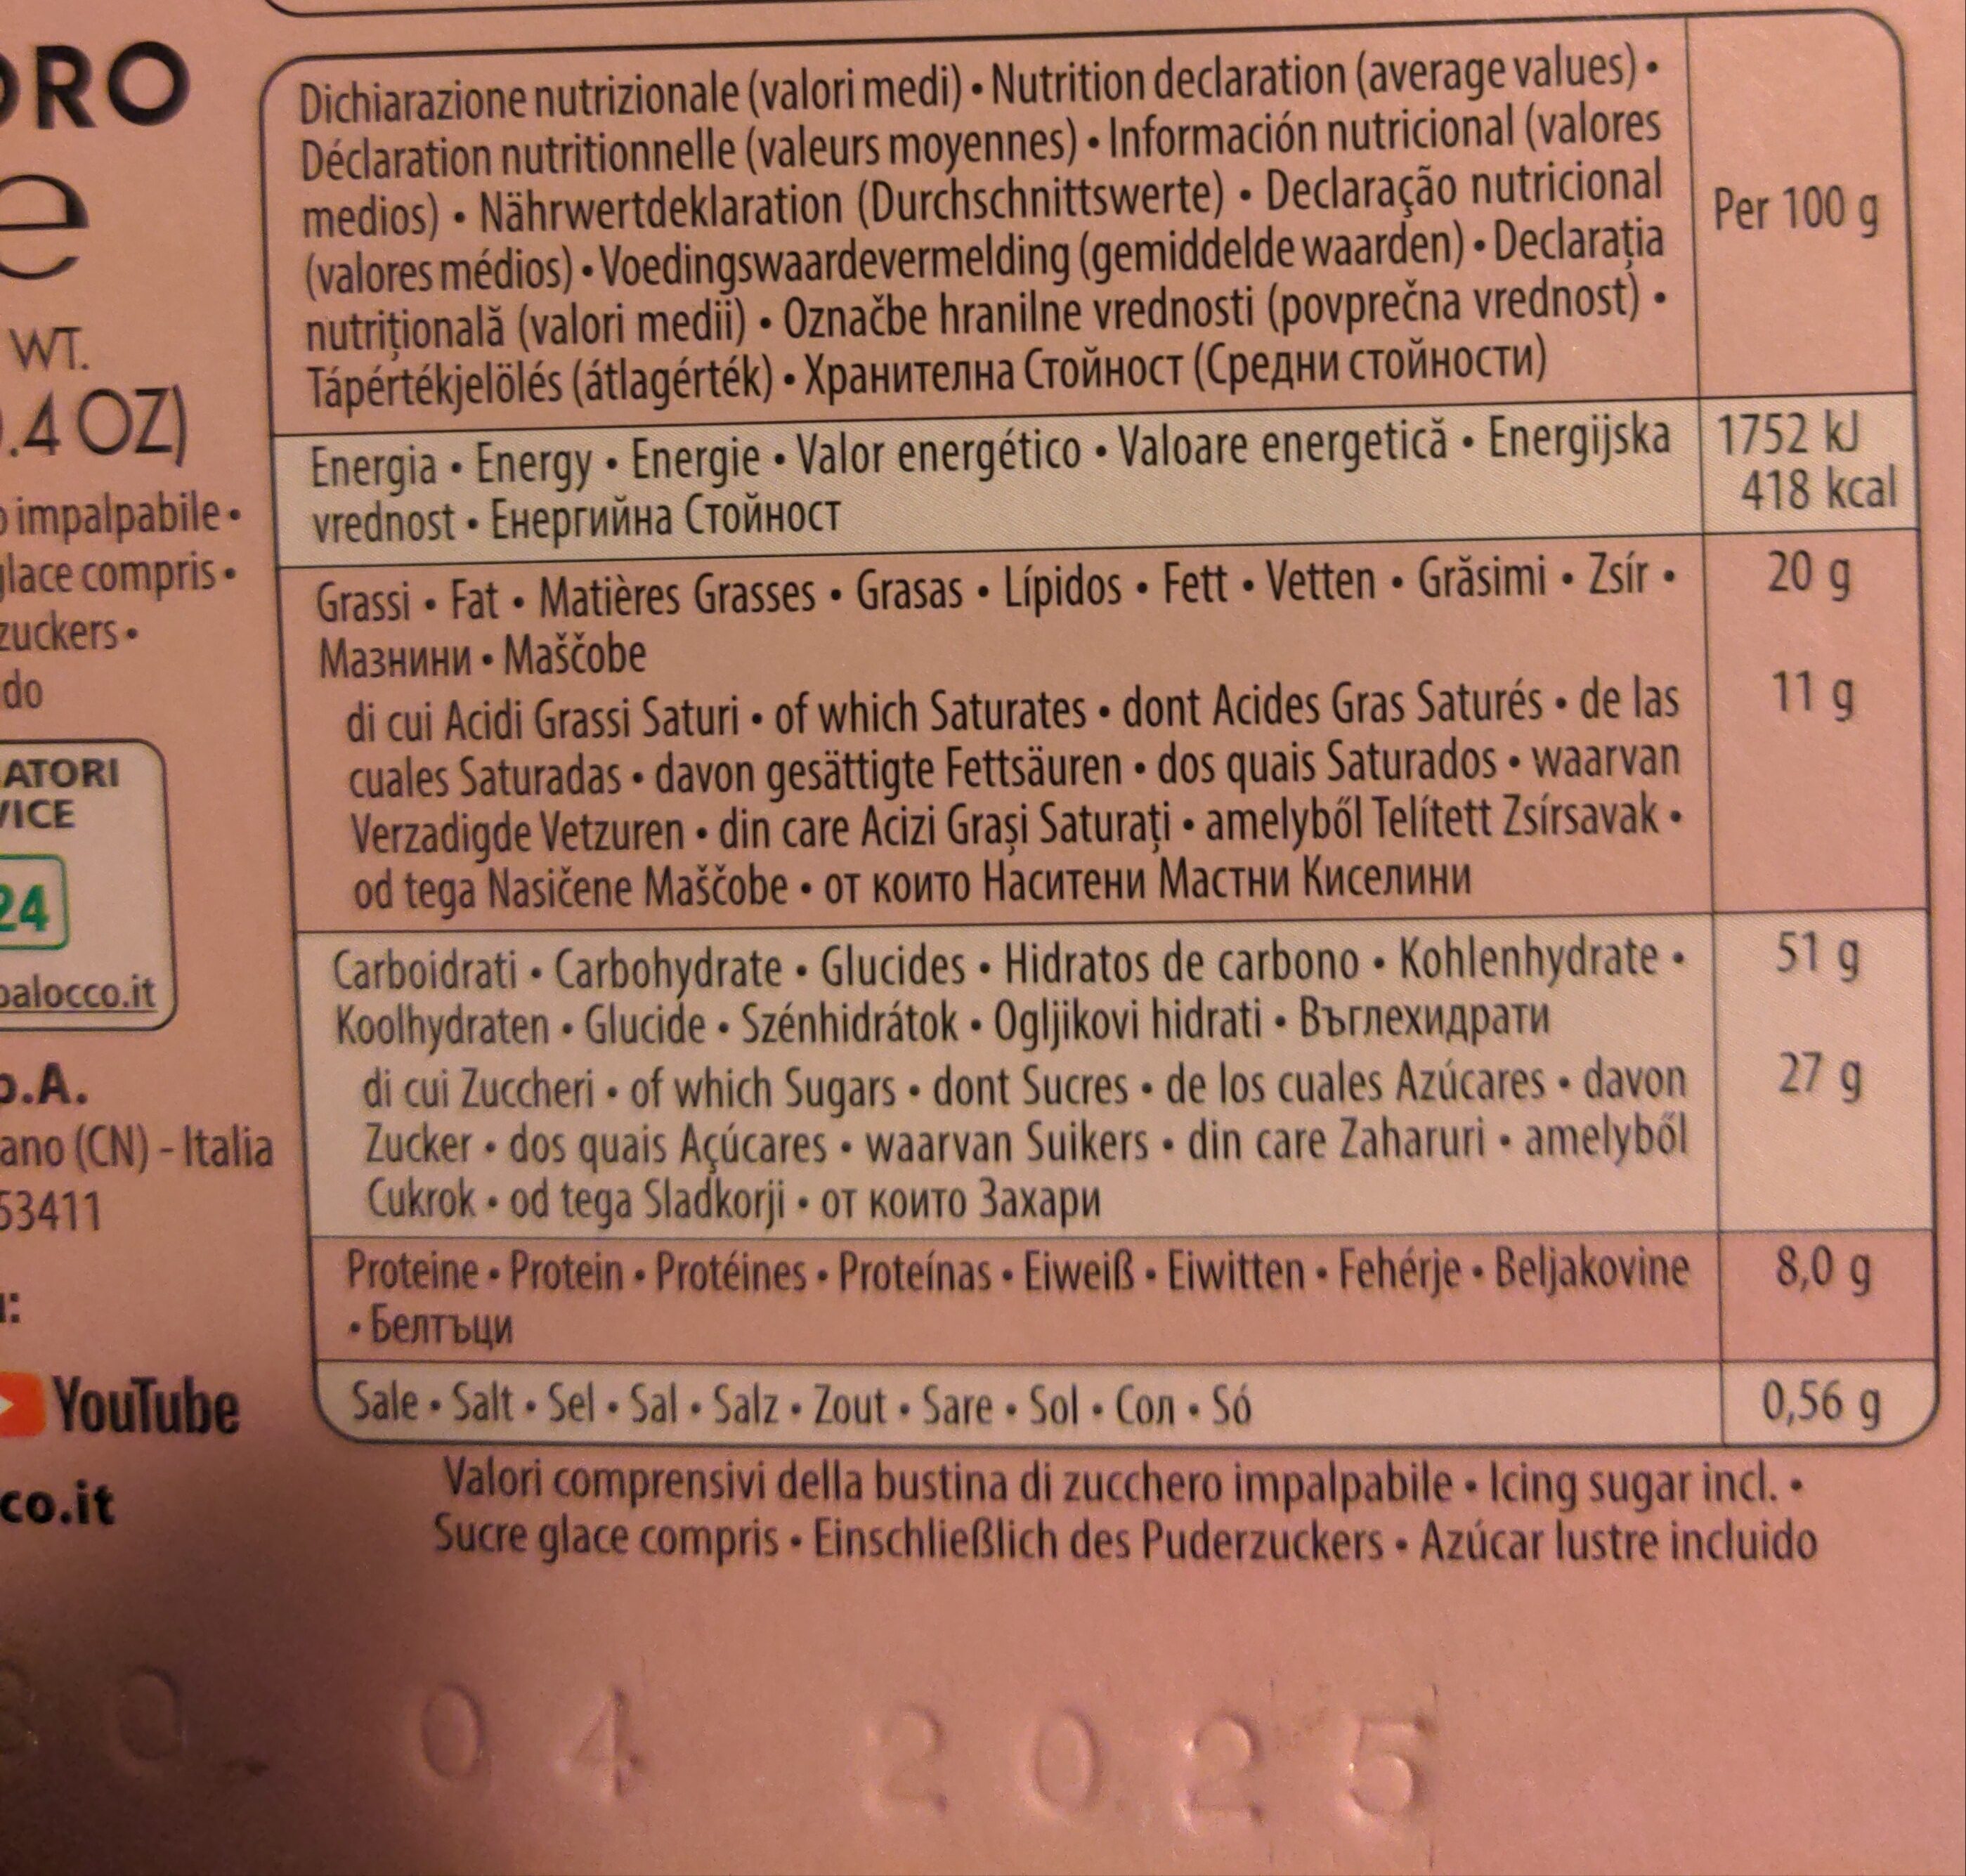 ORO
e
WT.
.4 OZ)
impalpabile •
glace compris •
zuckers •
do
ATORI
VICE
24
balocco.it
p.A.
ano (CN) - Italia
53411
:
YouTube
co.it
Dichiarazione nutrizionale (valori medi) • Nutrition declaration (average values) •
Déclaration nutritionnelle (valeurs moyennes) • Información nutricional (valores
medios) • Nährwertdeklaration (Durchschnittswerte) • Declaração nutricional
(valores médios) • Voedingswaardevermelding (gemiddelde waarden) • Declarația
nutrițională (valori medii) • Označbe hranilne vrednosti (povprečna vrednost) •
Tápértékjelölés (átlagérték) • Хранителна Стойност (Средни стойности)
Per 100 g
Energia • Energy • Energie • Valor energético • Valoare energetică • Energijska
vrednost • Енергийна Стойност
1752 kJ
418 kcal
Grassi • Fat • Matières Grasses • Grasas • Lípidos • Fett • Vetten • Grăsimi • Zsír •
Мазнини • Maščobe
20 g
di cui Acidi Grassi Saturi • of which Saturates • dont Acides Gras Saturés • de las
cuales Saturadas • davon gesättigte Fettsäuren • dos quais Saturados • waarvan
Verzadigde Vetzuren • din care Acizi Grași Saturați • amelyből Telített Zsírsavak •
od tega Nasičene Maščobe • от които Наситени Мастни Киселини
11 g
Carboidrati • Carbohydrate • Glucides • Hidratos de carbono • Kohlenhydrate •
Koolhydraten • Glucide • Szénhidrátok • Ogljikovi hidrati • Въглехидрати
51 g
di cui Zuccheri • of which Sugars • dont Sucres • de los cuales Azúcares • davon
Zucker • dos quais Açúcares • waarvan Suikers • din care Zaharuri • amelyből
Cukrok • od tega Sladkorji • от които Захари
27 g
Proteine • Protein • Protéines • Proteínas • Eiweiß • Eiwitten • Fehérje • Beljakovine
• Белтъци
8,0 g
Sale • Salt • Sel • Sal • Salz • Zout • Sare • Sol • Сол • Só
0,56 g
Valori comprensivi della bustina di zucchero impalpabile • Icing sugar incl. •
Sucre glace compris • Einschließlich des Puderzuckers • Azúcar lustre incluido
30. 04 2025